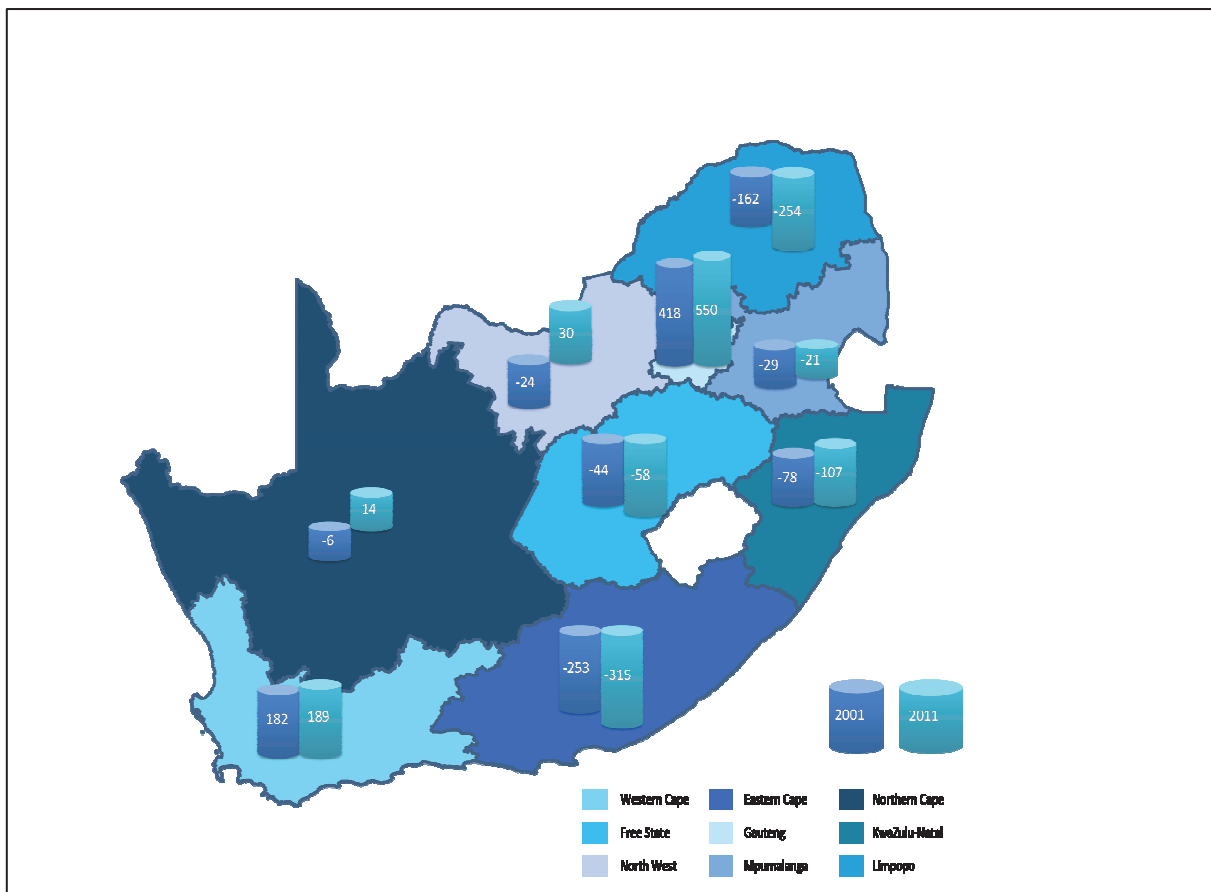 -162
-254
418
550
30
-24
-29
-21
-44
-58
-78
-107
14
-6
-253
-315
182
189
2001
2011
Western Cape
Eastern Cape
Northern Cape
Free State
Gauteng
KwaZulu-Natal
North West
Mpumalanga
Limpopo